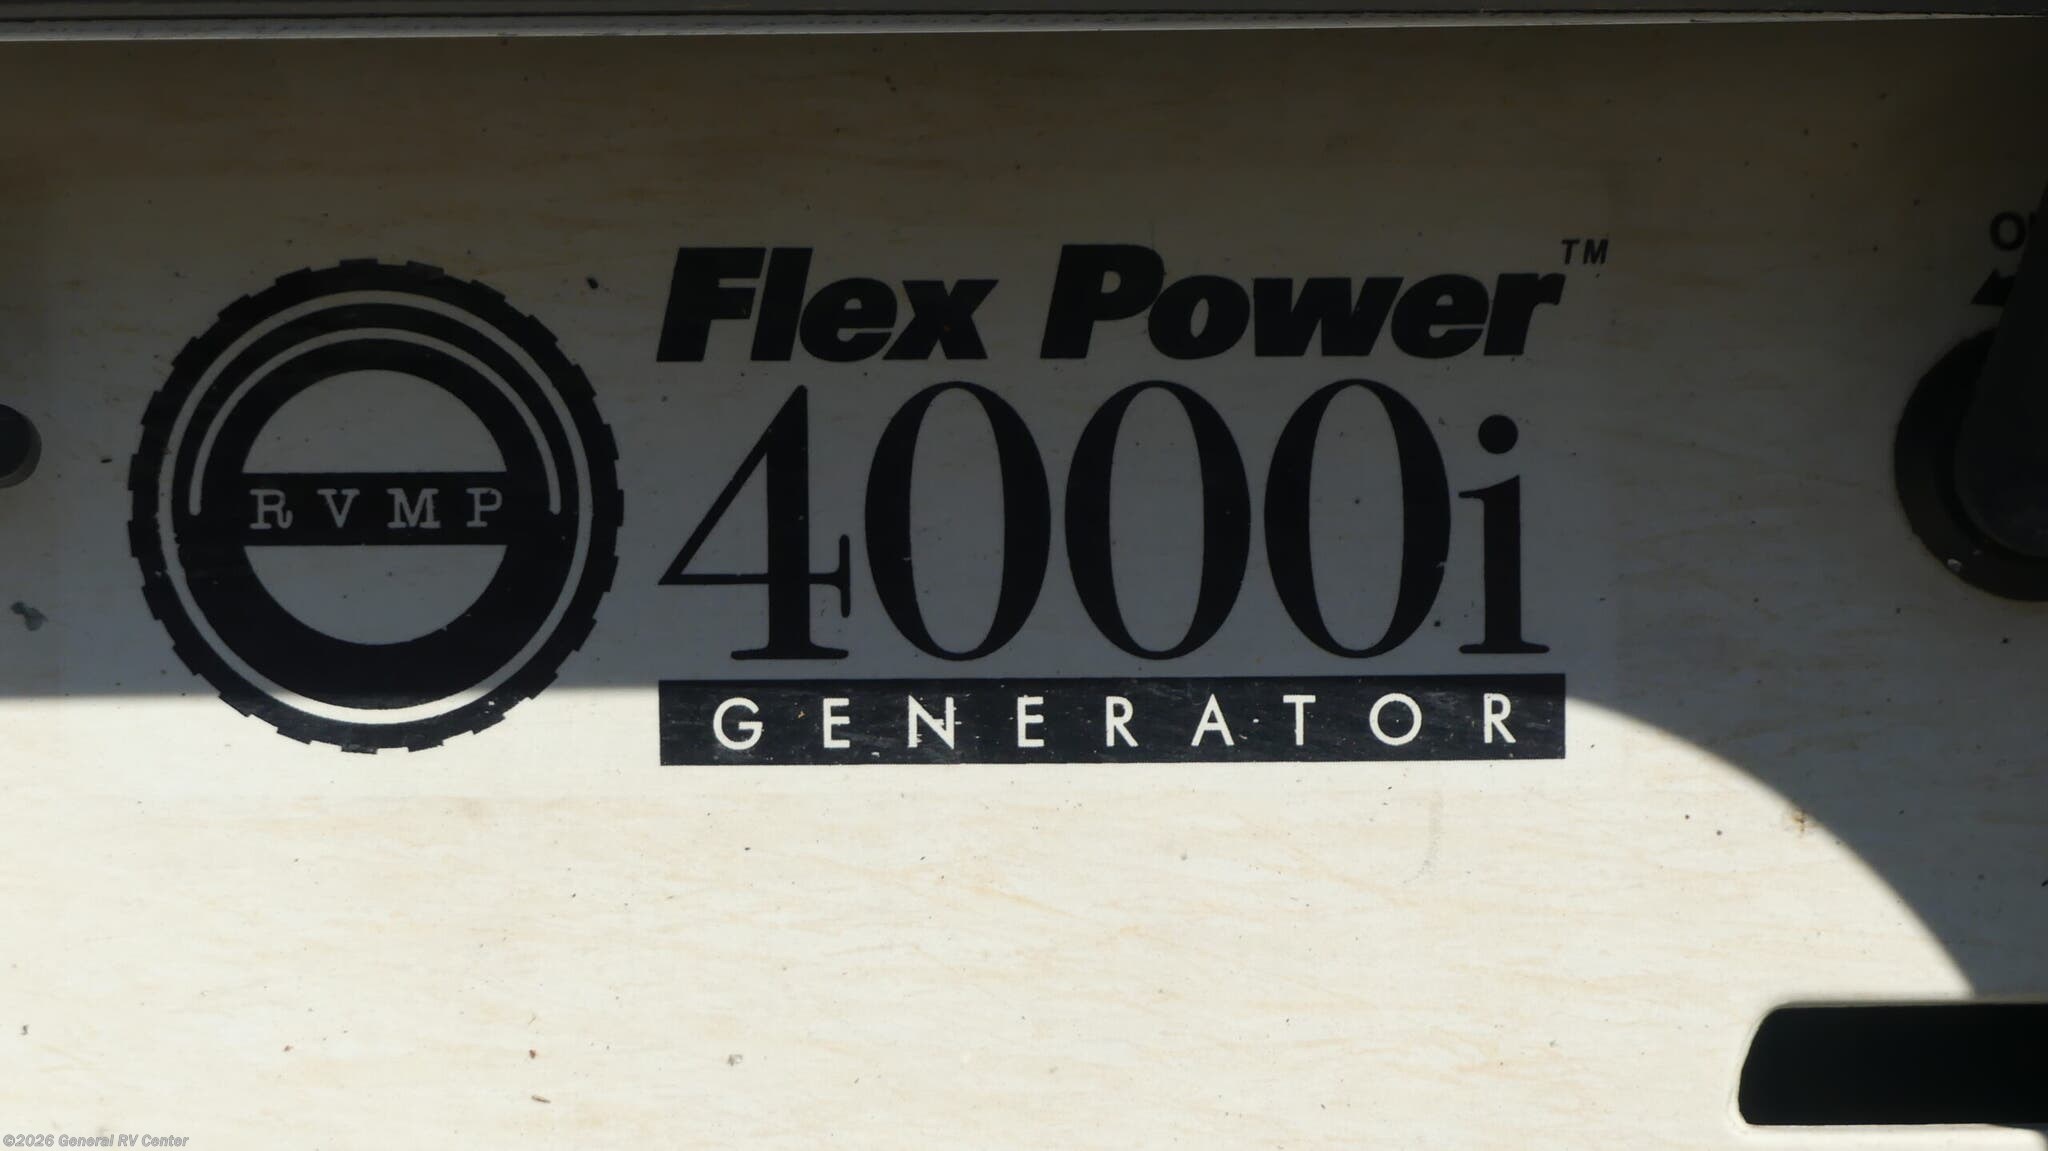 RVMP
Flex Power™
4000i
GENERATOR
©2026 General RV Center